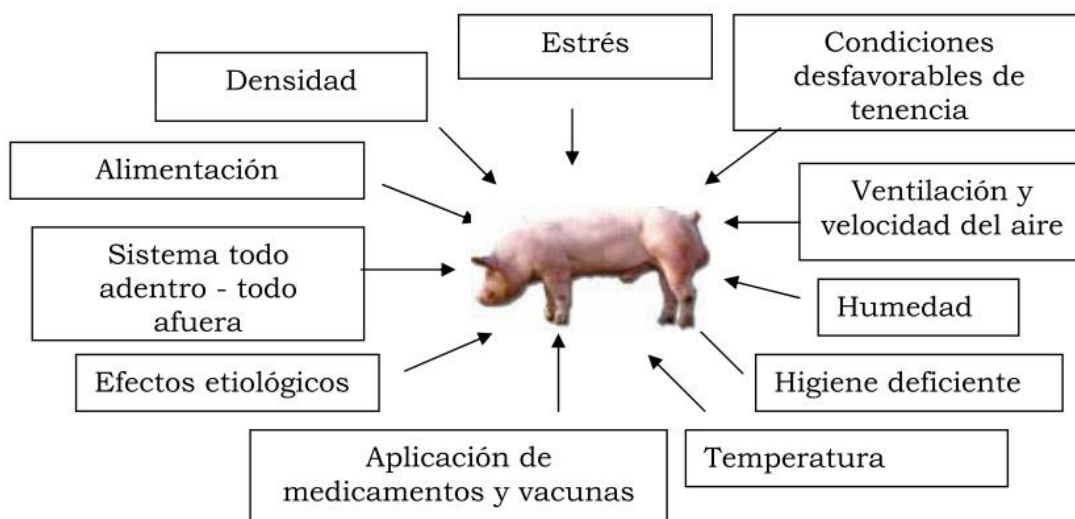 Estrés
Condiciones
desfavorables de
tenencia
Densidad
Alimentación
Ventilación y
velocidad del aire
Sistema todo
adentro - todo
afuera
Humedad
Efectos etiológicos
Higiene deficiente
Aplicación de
medicamentos y vacunas
Temperatura